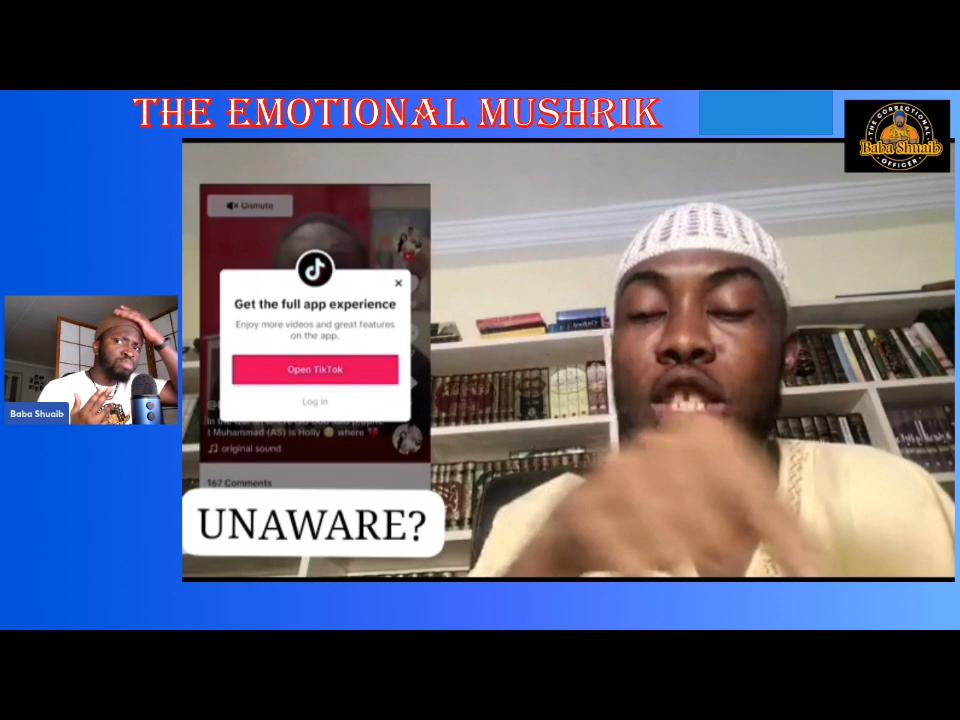 THE EMOTIONAL MUSHRIK
THE CORRECTIONAL
Baba Shuaib
OFFICER
Unmute
Get the full app experience
Enjoy more videos and great features
on the app.
Open TikTok
Log in
t Muhammad (AS) is Holly 🤔 where 💔
original sound
167 Comments
UNAWARE?
Baba Shuaib